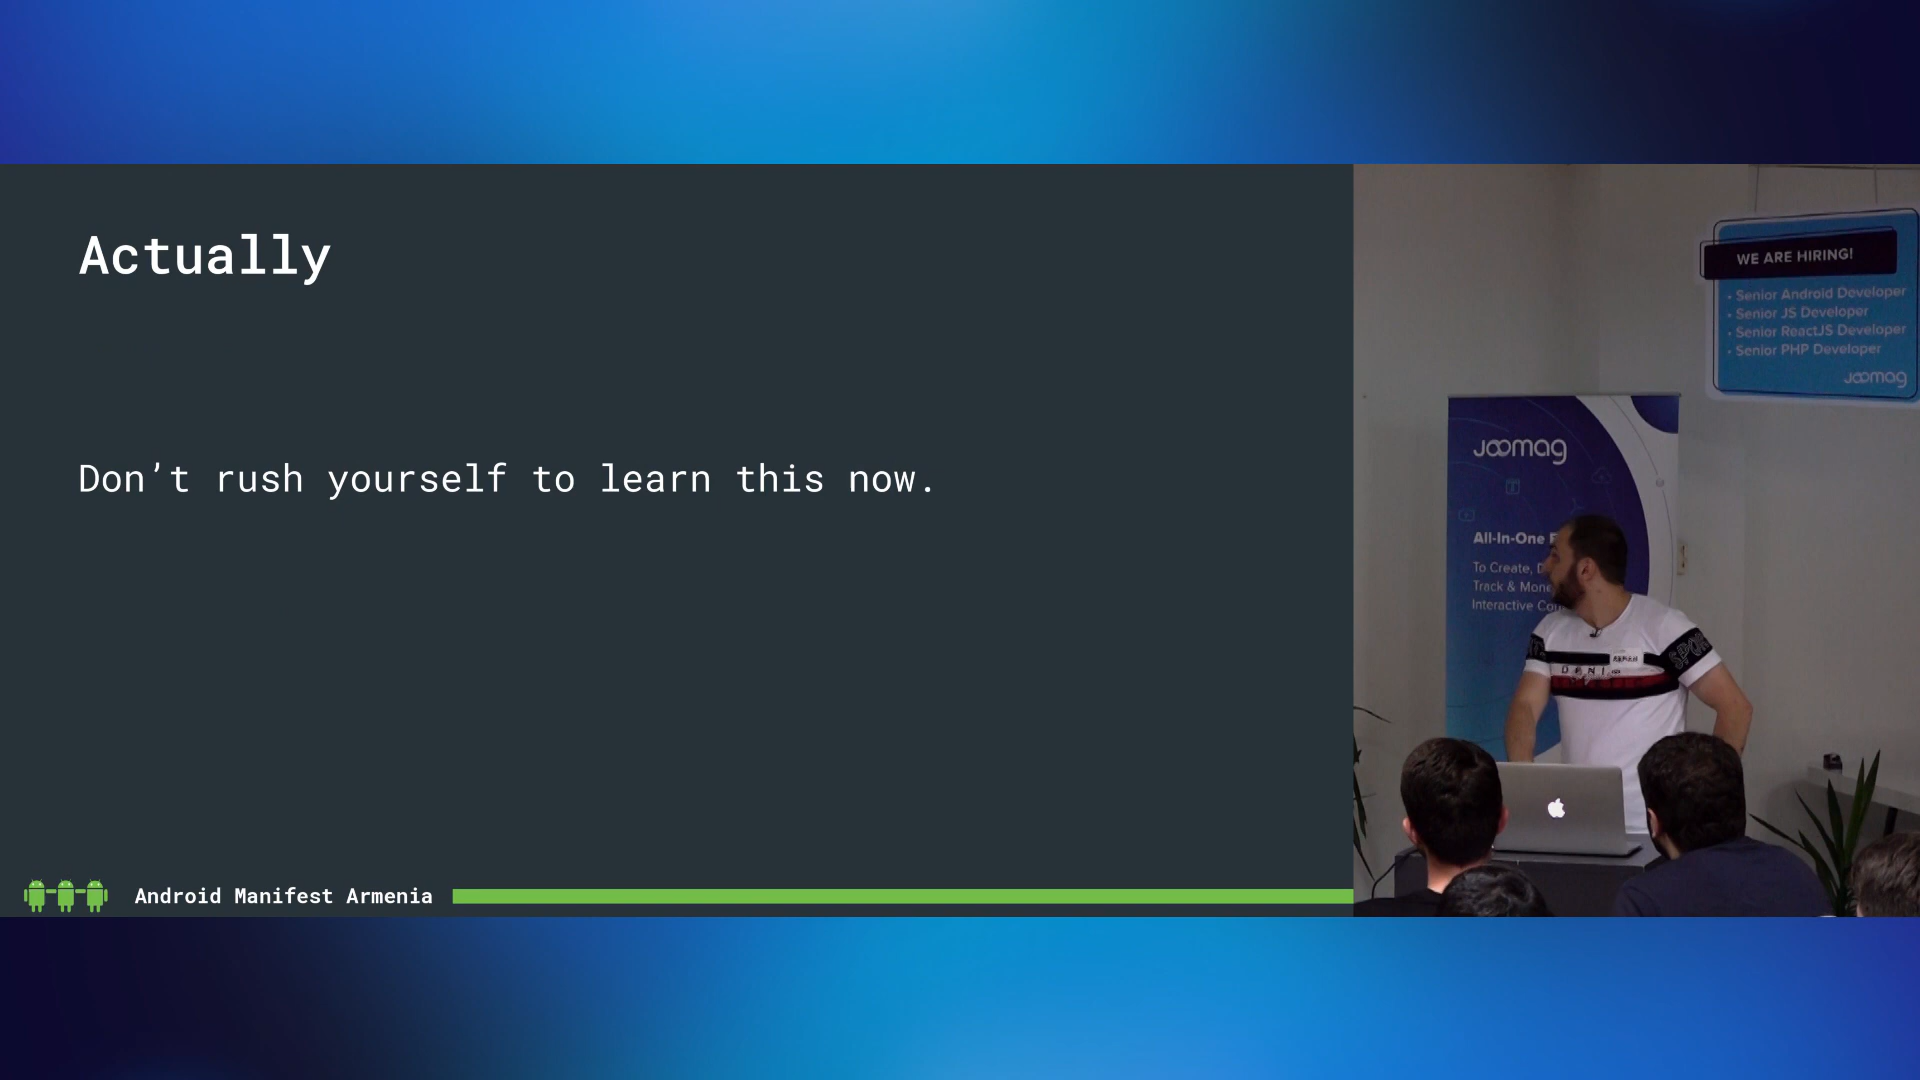 Actually
Don’t rush yourself to learn this now.
Android Manifest Armenia
WE ARE HIRING!
• Senior Android Developer
• Senior JS Developer
• Senior ReactJS Developer
• Senior PHP Developer
joomag
joomag
All-In-One
To Create,
Track &
Interactive
SPOR